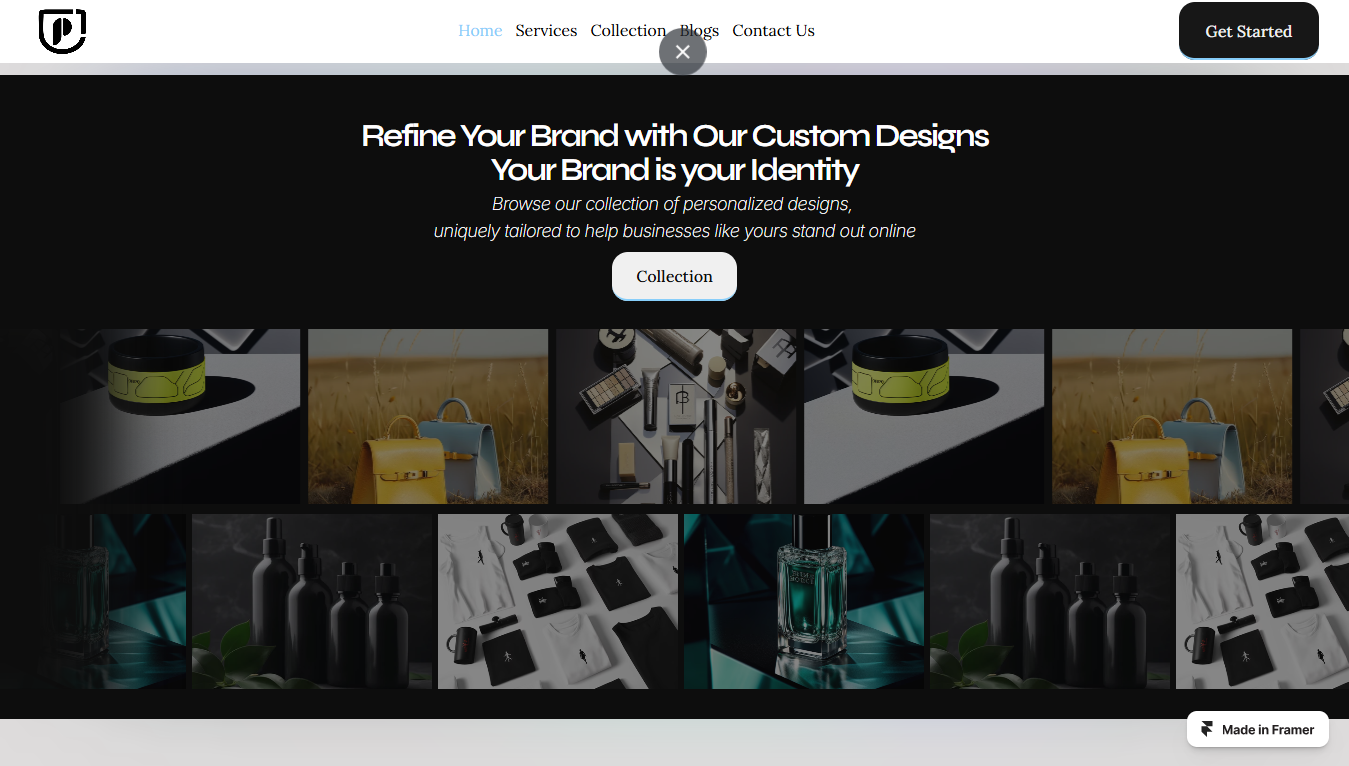 Home Services Collection Blogs Contact Us
Get Started
Refine Your Brand with Our Custom Designs
Your Brand is your Identity
Browse our collection of personalized designs,
uniquely tailored to help businesses like yours stand out online
Collection
Made in Framer